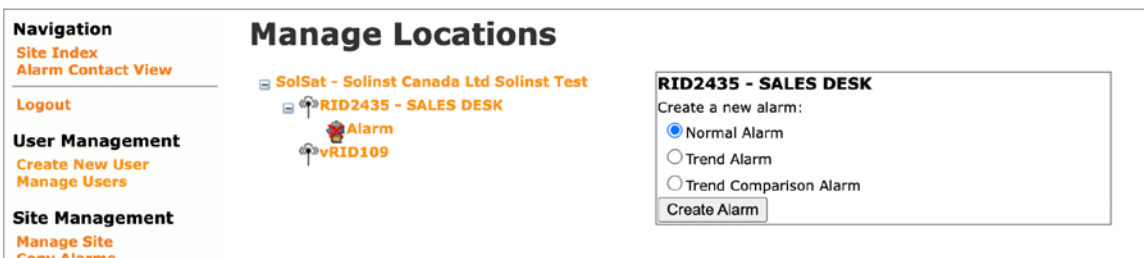 Navigation
Site Index
Alarm Contact View
Logout
User Management
Create New User
Manage Users
Site Management
Manage Site
Copy Alarms
Manage Locations
SolSat - Solinst Canada Ltd Solinst Test
RID2435 - SALES DESK
Alarm
vRID109
RID2435 - SALES DESK
Create a new alarm:
Normal Alarm
Trend Alarm
Trend Comparison Alarm
Create Alarm